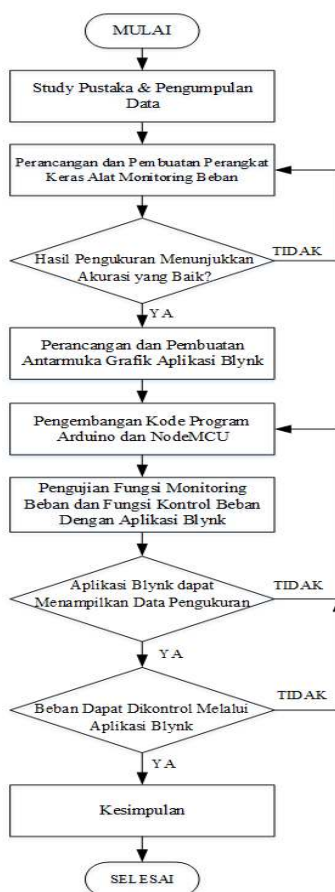 MULAI
Study Pustaka & Pengumpulan
Data
Perancangan dan Pembuatan Perangkat
Keras Alat Monitoring Beban
Hasil Pengukuran Menunjukkan
Akurasi yang Baik?
TIDAK
YA
Perancangan dan Pembuatan
Antarmuka Grafik Aplikasi Blynk
Pengembangan Kode Program
Arduino dan NodeMCU
Pengujian Fungsi Monitoring
Beban dan Fungsi Kontrol Beban
Dengan Aplikasi Blynk
Aplikasi Blynk dapat
Menampilkan Data Pengukuran
TIDAK
YA
Beban Dapat Dikontrol Melalui
Aplikasi Blynk
TIDAK
YA
Kesimpulan
SELESAI